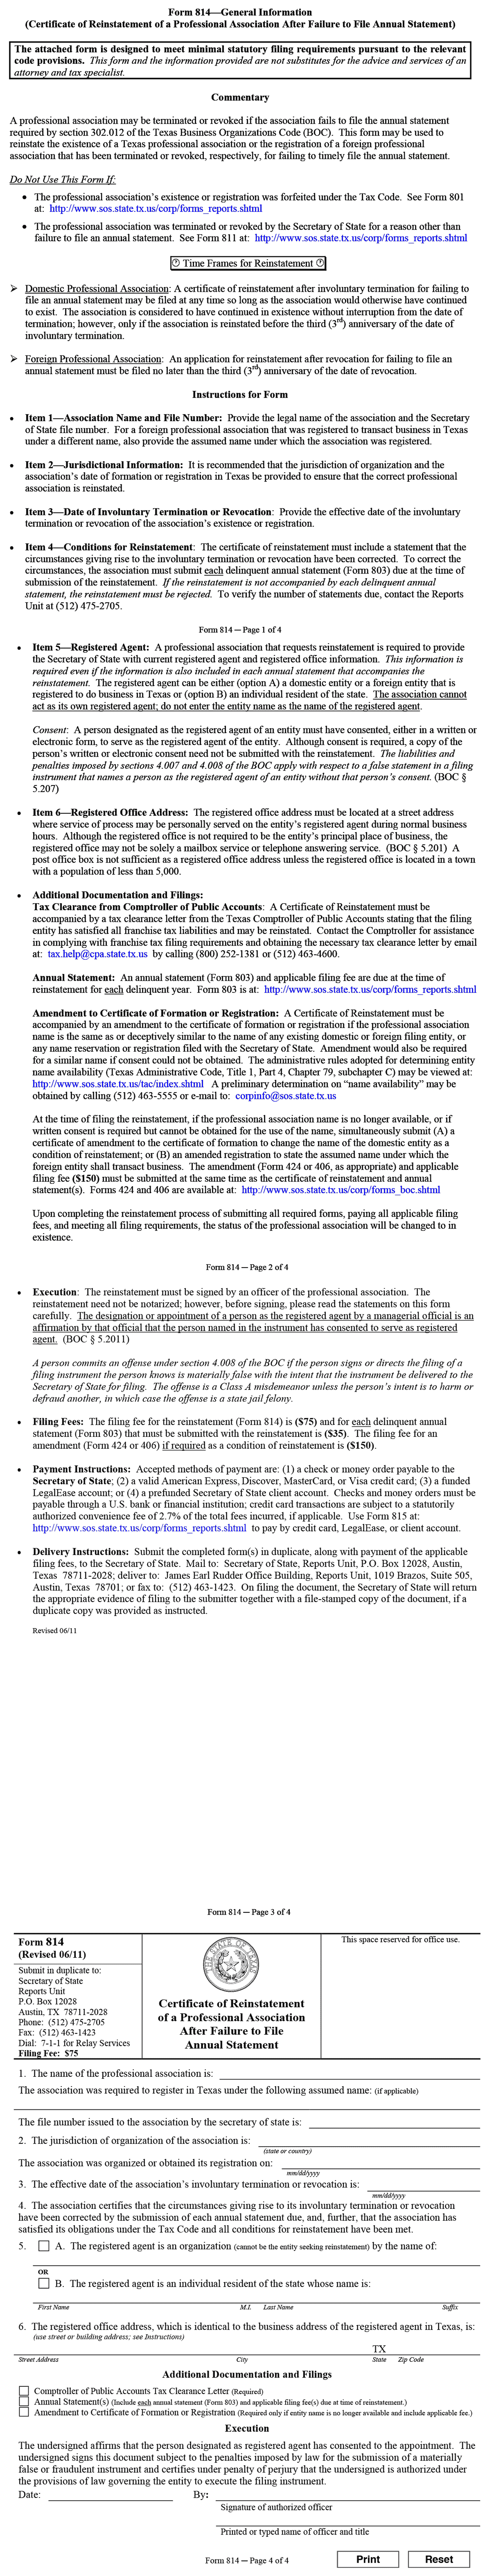 Form 814—General Information
(Certificate of Reinstatement of a Professional Association After Failure to File Annual Statement)
The attached form is designed to meet minimal statutory filing requirements pursuant to the relevant
code provisions. This form and the information provided are not substitutes for the advice and services of an
attorney and tax specialist.
Commentary
A professional association may be terminated or revoked if the association fails to file the annual statement
required by section 302.012 of the Texas Business Organizations Code (BOC). This form may be used to
reinstate the existence of a Texas professional association or the registration of a foreign professional
association that has been terminated or revoked, respectively, for failing to timely file the annual statement.
Do Not Use This Form If:
• The professional association's existence or registration was forfeited under the Tax Code. See Form 801
at: http://www.sos.state.tx.us/corp/forms_reports.shtml
• The professional association was terminated or revoked by the Secretary of State for a reason other than
failure to file an annual statement. See Form 811 at: http://www.sos.state.tx.us/corp/forms_reports.shtml
Time Frames for Reinstatement
➢ Domestic Professional Association: A certificate of reinstatement after involuntary termination for failing to
file an annual statement may be filed at any time so long as the association would otherwise have continued
to exist. The association is considered to have continued in existence without interruption from the date of
termination; however, only if the association is reinstated before the third (3rd) anniversary of the date of
involuntary termination.
➢ Foreign Professional Association: An application for reinstatement after revocation for failing to file an
annual statement must be filed no later than the third (3rd) anniversary of the date of revocation.
Instructions for Form
• Item 1—Association Name and File Number: Provide the legal name of the association and the Secretary
of State file number. For a foreign professional association that was registered to transact business in Texas
under a different name, also provide the assumed name under which the association was registered.
• Item 2—Jurisdictional Information: It is recommended that the jurisdiction of organization and the
association's date of formation or registration in Texas be provided to ensure that the correct professional
association is reinstated.
• Item 3—Date of Involuntary Termination or Revocation: Provide the effective date of the involuntary
termination or revocation of the association's existence or registration.
• Item 4—Conditions for Reinstatement: The certificate of reinstatement must include a statement that the
circumstances giving rise to the involuntary termination or revocation have been corrected. To correct the
circumstances, the association must submit each delinquent annual statement (Form 803) due at the time of
submission of the reinstatement. If the reinstatement is not accompanied by each delinquent annual
statement, the reinstatement must be rejected. To verify the number of statements due, contact the Reports
Unit at (512) 475-2705.
Form 814 — Page 1 of 4
• Item 5—Registered Agent: A professional association that requests reinstatement is required to provide
the Secretary of State with current registered agent and registered office information. This information is
required even if the information is also included in each annual statement that accompanies the
reinstatement. The registered agent can be either (option A) a domestic entity or a foreign entity that is
registered to do business in Texas or (option B) an individual resident of the state. The association cannot
act as its own registered agent; do not enter the entity name as the name of the registered agent.
Consent: A person designated as the registered agent of an entity must have consented, either in a written or
electronic form, to serve as the registered agent of the entity. Although consent is required, a copy of the
person's written or electronic consent need not be submitted with the reinstatement. The liabilities and
penalties imposed by sections 4.007 and 4.008 of the BOC apply with respect to a false statement in a filing
instrument that names a person as the registered agent of an entity without that person's consent. (BOC §
5.207)
• Item 6—Registered Office Address: The registered office address must be located at a street address
where service of process may be personally served on the entity's registered agent during normal business
hours. Although the registered office is not required to be the entity's principal place of business, the
registered office may not be solely a mailbox service or telephone answering service. (BOC § 5.201) A
post office box is not sufficient as a registered office address unless the registered office is located in a town
with a population of less than 5,000.
• Additional Documentation and Filings:
Tax Clearance from Comptroller of Public Accounts: A Certificate of Reinstatement must be
accompanied by a tax clearance letter from the Texas Comptroller of Public Accounts stating that the filing
entity has satisfied all franchise tax liabilities and may be reinstated. Contact the Comptroller for assistance
in complying with franchise tax filing requirements and obtaining the necessary tax clearance letter by email
at: tax.help@cpa.state.tx.us by calling (800) 252-1381 or (512) 463-4600.
Annual Statement: An annual statement (Form 803) and applicable filing fee are due at the time of
reinstatement for each delinquent year. Form 803 is at: http://www.sos.state.tx.us/corp/forms_reports.shtml
Amendment to Certificate of Formation or Registration: A Certificate of Reinstatement must be
accompanied by an amendment to the certificate of formation or registration if the professional association
name is the same as or deceptively similar to the name of any existing domestic or foreign filing entity, or
any name reservation or registration filed with the Secretary of State. Amendment would also be required
for a similar name if consent could not be obtained. The administrative rules adopted for determining entity
name availability (Texas Administrative Code, Title 1, Part 4, Chapter 79, subchapter C) may be viewed at:
http://www.sos.state.tx.us/tac/index.shtml A preliminary determination on "name availability" may be
obtained by calling (512) 463-5555 or e-mail to: corpinfo@sos.state.tx.us
At the time of filing the reinstatement, if the professional association name is no longer available, or if
written consent is required but cannot be obtained for the use of the name, simultaneously submit (A) a
certificate of amendment to the certificate of formation to change the name of the domestic entity as a
condition of reinstatement; or (B) an amended registration to state the assumed name under which the
foreign entity shall transact business. The amendment (Form 424 or 406, as appropriate) and applicable
filing fee ($150) must be submitted at the same time as the certificate of reinstatement and annual
statement(s). Forms 424 and 406 are available at: http://www.sos.state.tx.us/corp/forms_boc.shtml
Upon completing the reinstatement process of submitting all required forms, paying all applicable filing
fees, and meeting all filing requirements, the status of the professional association will be changed to in
existence.
Form 814 — Page 2 of 4
• Execution: The reinstatement must be signed by an officer of the professional association. The
reinstatement need not be notarized; however, before signing, please read the statements on this form
carefully. The designation or appointment of a person as the registered agent by a managerial official is an
affirmation by that official that the person named in the instrument has consented to serve as registered
agent. (BOC § 5.2011)
A person commits an offense under section 4.008 of the BOC if the person signs or directs the filing of a
filing instrument the person knows is materially false with the intent that the instrument be delivered to the
Secretary of State for filing. The offense is a Class A misdemeanor unless the person's intent is to harm or
defraud another, in which case the offense is a state jail felony.
• Filing Fees: The filing fee for the reinstatement (Form 814) is ($75) and for each delinquent annual
statement (Form 803) that must be submitted with the reinstatement is ($35). The filing fee for an
amendment (Form 424 or 406) if required as a condition of reinstatement is ($150).
• Payment Instructions: Accepted methods of payment are: (1) a check or money order payable to the
Secretary of State; (2) a valid American Express, Discover, MasterCard, or Visa credit card; (3) a funded
LegalEase account; or (4) a prefunded Secretary of State client account. Checks and money orders must be
payable through a U.S. bank or financial institution; credit card transactions are subject to a statutorily
authorized convenience fee of 2.7% of the total fees incurred, if applicable. Use Form 815 at:
http://www.sos.state.tx.us/corp/forms_reports.shtml to pay by credit card, LegalEase, or client account.
• Delivery Instructions: Submit the completed form(s) in duplicate, along with payment of the applicable
filing fees, to the Secretary of State. Mail to: Secretary of State, Reports Unit, P.O. Box 12028, Austin,
Texas 78711-2028; deliver to: James Earl Rudder Office Building, Reports Unit, 1019 Brazos, Suite 505,
Austin, Texas 78701; or fax to: (512) 463-1423. On filing the document, the Secretary of State will return
the appropriate evidence of filing to the submitter together with a file-stamped copy of the document, if a
duplicate copy was provided as instructed.
Revised 06/11
Form 814 — Page 3 of 4
Form 814
(Revised 06/11)
Submit in duplicate to:
Secretary of State
Reports Unit
P.O. Box 12028
Austin, TX 78711-2028
Phone: (512) 475-2705
Fax: (512) 463-1423
Dial: 7-1-1 for Relay Services
Filing Fee: $75
THE STATE OF TEXAS
Certificate of Reinstatement
of a Professional Association
After Failure to File
Annual Statement
This space reserved for office use.
1. The name of the professional association is:
The association was required to register in Texas under the following assumed name: (if applicable)
The file number issued to the association by the secretary of state is:
2. The jurisdiction of organization of the association is:
(state or country)
The association was organized or obtained its registration on:
mm/dd/yyyy
3. The effective date of the association's involuntary termination or revocation is:
mm/dd/yyyy
4. The association certifies that the circumstances giving rise to its involuntary termination or revocation
have been corrected by the submission of each annual statement due, and, further, that the association has
satisfied its obligations under the Tax Code and all conditions for reinstatement have been met.
5. A. The registered agent is an organization (cannot be the entity seeking reinstatement) by the name of:
OR
B. The registered agent is an individual resident of the state whose name is:
First Name M.I. Last Name Suffix
6. The registered office address, which is identical to the business address of the registered agent in Texas, is:
(use street or building address; see Instructions)
TX
Street Address City State Zip Code
Additional Documentation and Filings
Comptroller of Public Accounts Tax Clearance Letter (Required)
Annual Statement(s) (Include each annual statement (Form 803) and applicable filing fee(s) due at time of reinstatement.)
Amendment to Certificate of Formation or Registration (Required only if entity name is no longer available and include applicable fee.)
Execution
The undersigned affirms that the person designated as registered agent has consented to the appointment. The
undersigned signs this document subject to the penalties imposed by law for the submission of a materially
false or fraudulent instrument and certifies under penalty of perjury that the undersigned is authorized under
the provisions of law governing the entity to execute the filing instrument.
Date: By:
Signature of authorized officer
Printed or typed name of officer and title
Form 814 — Page 4 of 4
Print Reset